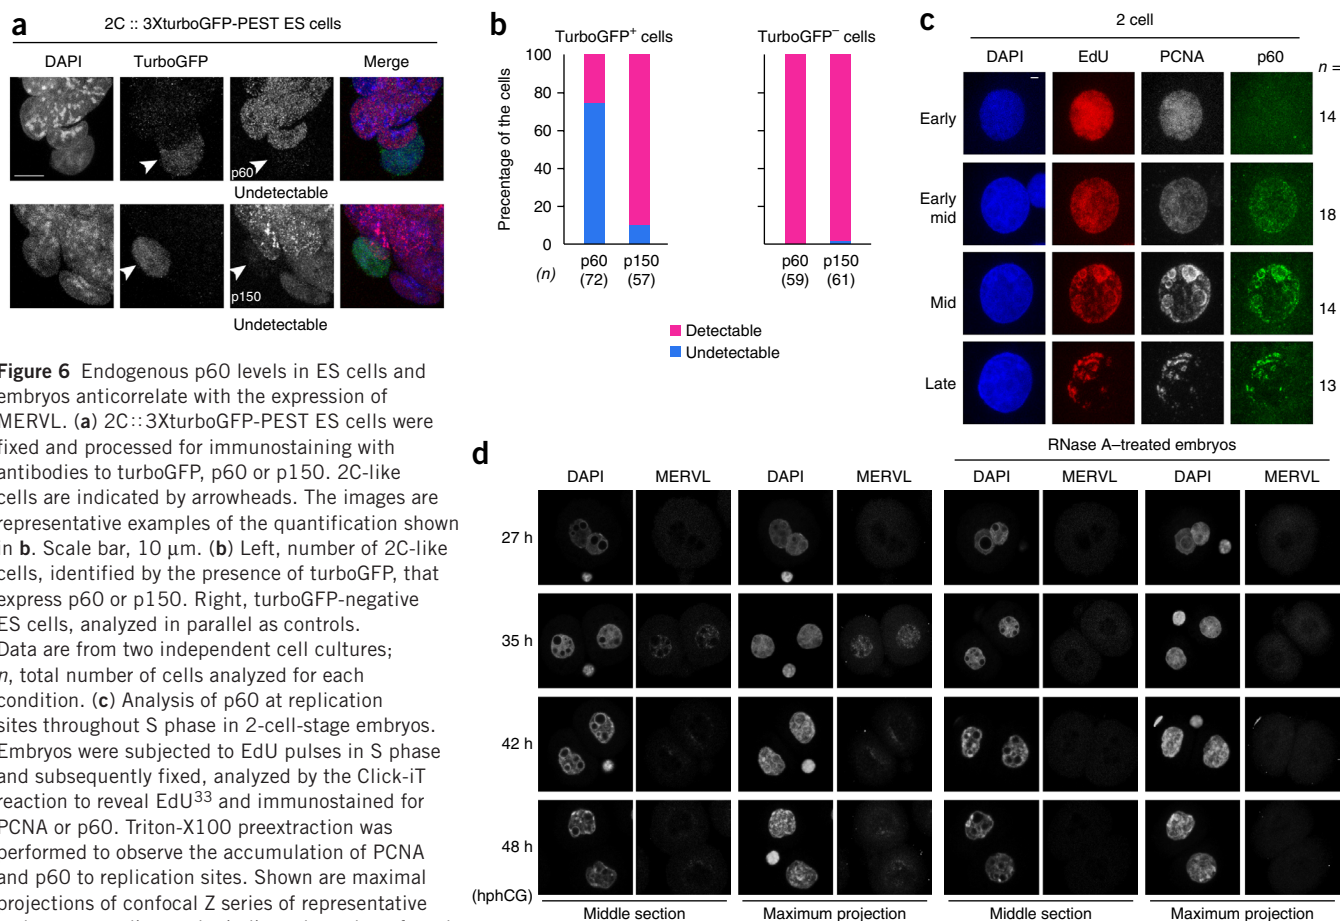 a
2C :: 3XturboGFP-PEST ES cells
DAPI TurboGFP Merge
p60
Undetectable
p150
Undetectable
b
TurboGFP+ cells TurboGFP− cells
Precentage of the cells
100
80
60
40
20
0
p60 p150 p60 p150
(n) (72) (57) (59) (61)
Detectable
Undetectable
c
2 cell
DAPI EdU PCNA p60 n =
Early 14
Early mid 18
Mid 14
Late 13
Figure 6 Endogenous p60 levels in ES cells and
embryos anticorrelate with the expression of
MERVL. (a) 2C::3XturboGFP-PEST ES cells were
fixed and processed for immunostaining with
antibodies to turboGFP, p60 or p150. 2C-like
cells are indicated by arrowheads. The images are
representative examples of the quantification shown
in b. Scale bar, 10 μm. (b) Left, number of 2C-like
cells, identified by the presence of turboGFP, that
express p60 or p150. Right, turboGFP-negative
ES cells, analyzed in parallel as controls.
Data are from two independent cell cultures;
n, total number of cells analyzed for each
condition. (c) Analysis of p60 at replication
sites throughout S phase in 2-cell-stage embryos.
Embryos were subjected to EdU pulses in S phase
and subsequently fixed, analyzed by the Click-iT
reaction to reveal EdU33 and immunostained for
PCNA or p60. Triton-X100 preextraction was
performed to observe the accumulation of PCNA
and p60 to replication sites. Shown are maximal
projections of confocal Z series of representative
d
RNase A–treated embryos
DAPI MERVL DAPI MERVL DAPI MERVL DAPI MERVL
27 h
35 h
42 h
48 h
(hphCG)
Middle section Maximum projection Middle section Maximum projection